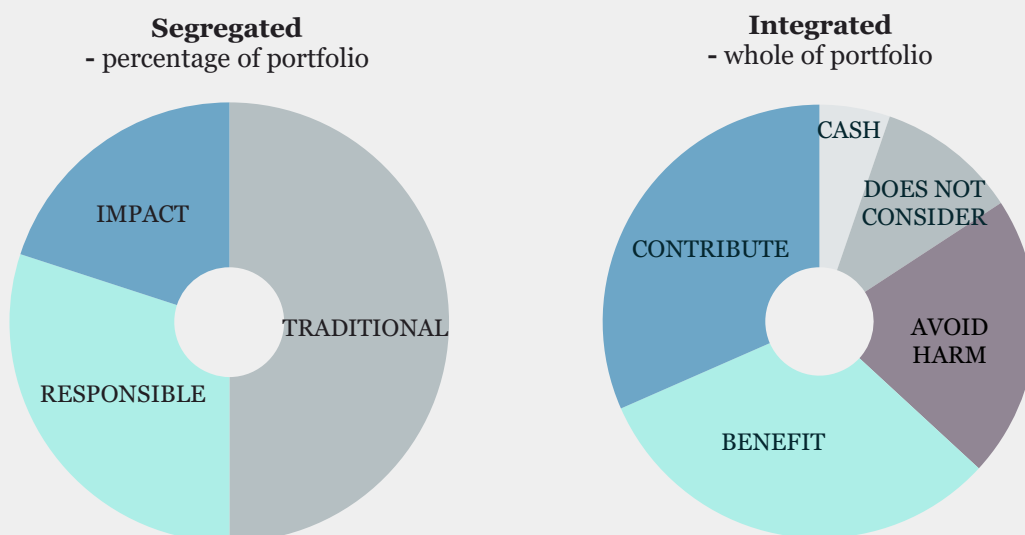 Segregated
- percentage of portfolio
IMPACT
TRADITIONAL
RESPONSIBLE
Integrated
- whole of portfolio
CASH
DOES NOT
CONSIDER
CONTRIBUTE
AVOID
HARM
BENEFIT